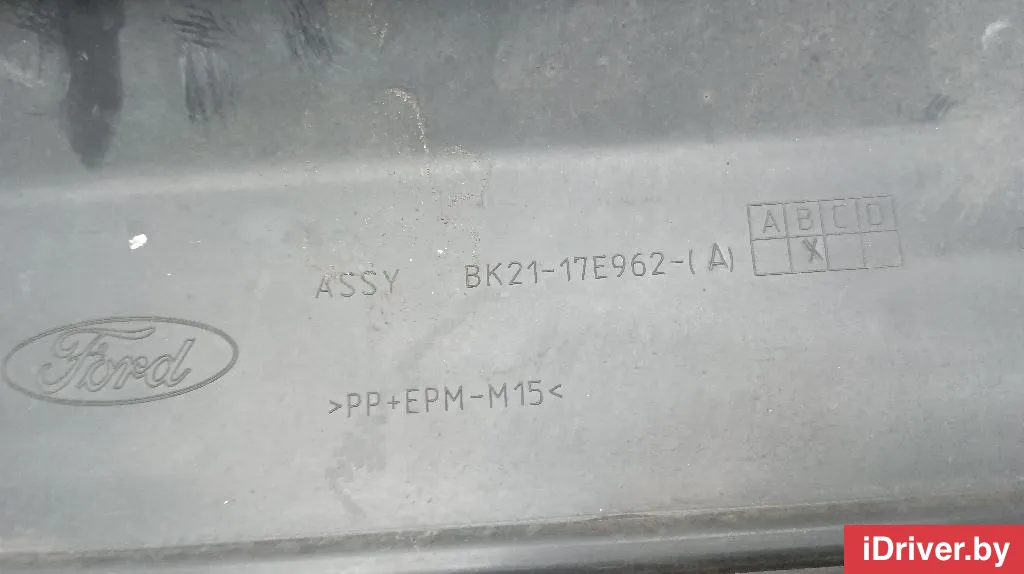 A B C D
X
ASSY BK21-17E962-(A)
Ford
>PP+EPM-M15<
iDriver.by